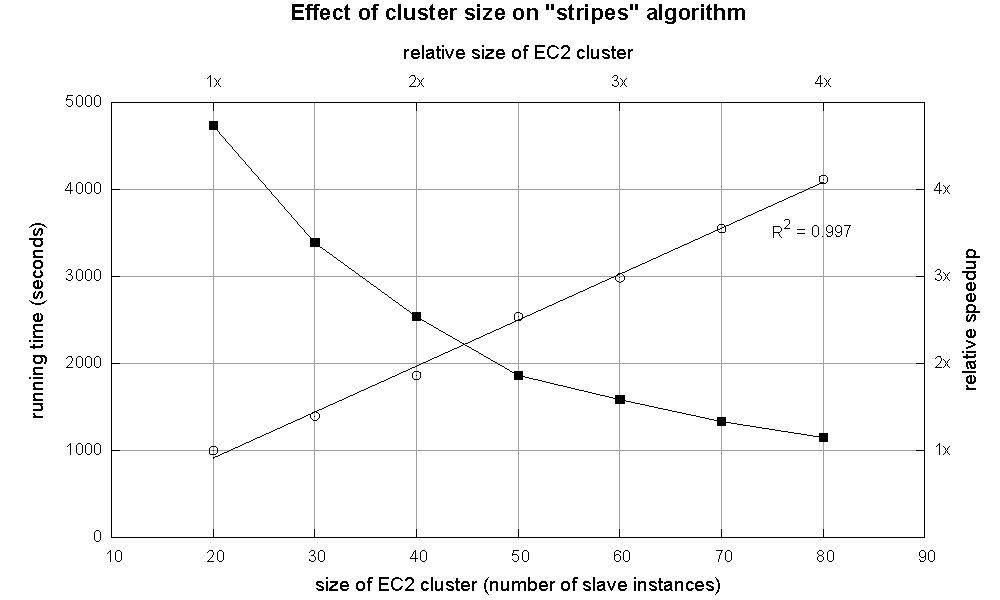 Effect of cluster size on "stripes" algorithm
relative size of EC2 cluster
1x 2x 3x 4x
5000
4000
3000
2000
1000
0
running time (seconds)
4x
3x
2x
1x
relative speedup
R2 = 0.997
10 20 30 40 50 60 70 80 90
size of EC2 cluster (number of slave instances)